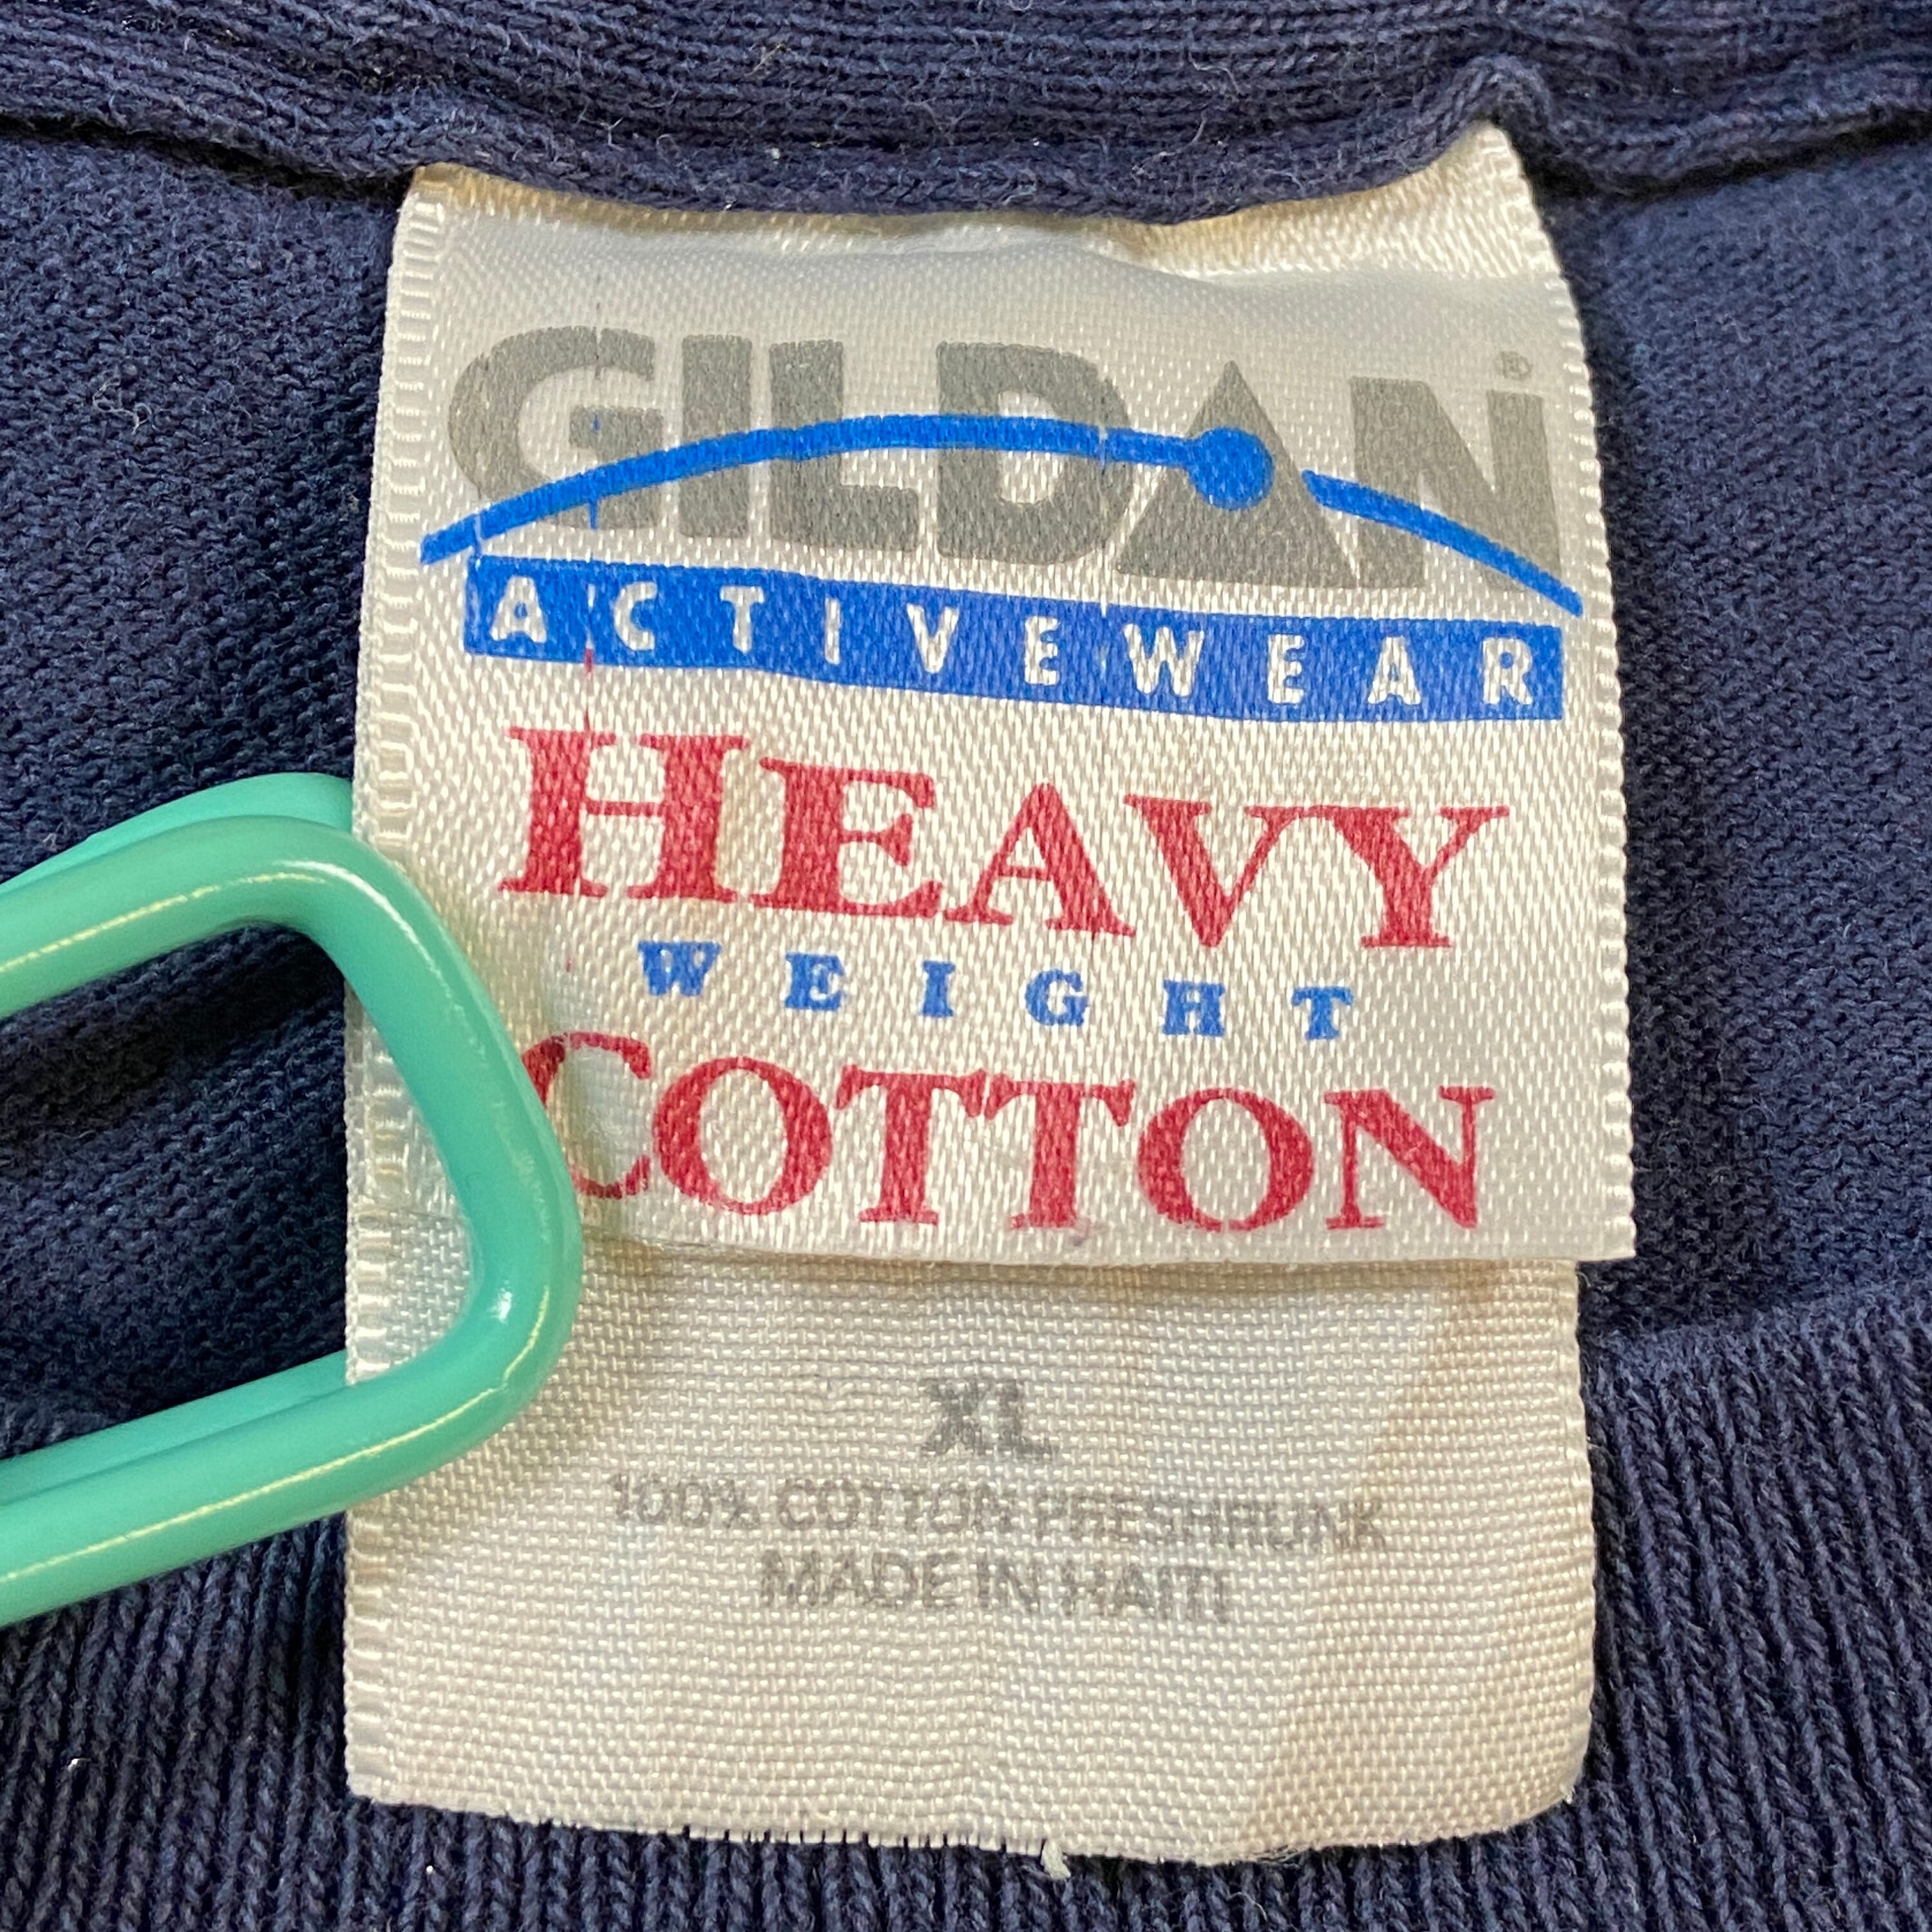 GILDAN®
ACTIVEWEAR
HEAVY
WEIGHT
COTTON
XL
100% COTTON PRESHRUNK
MADE IN HAITI